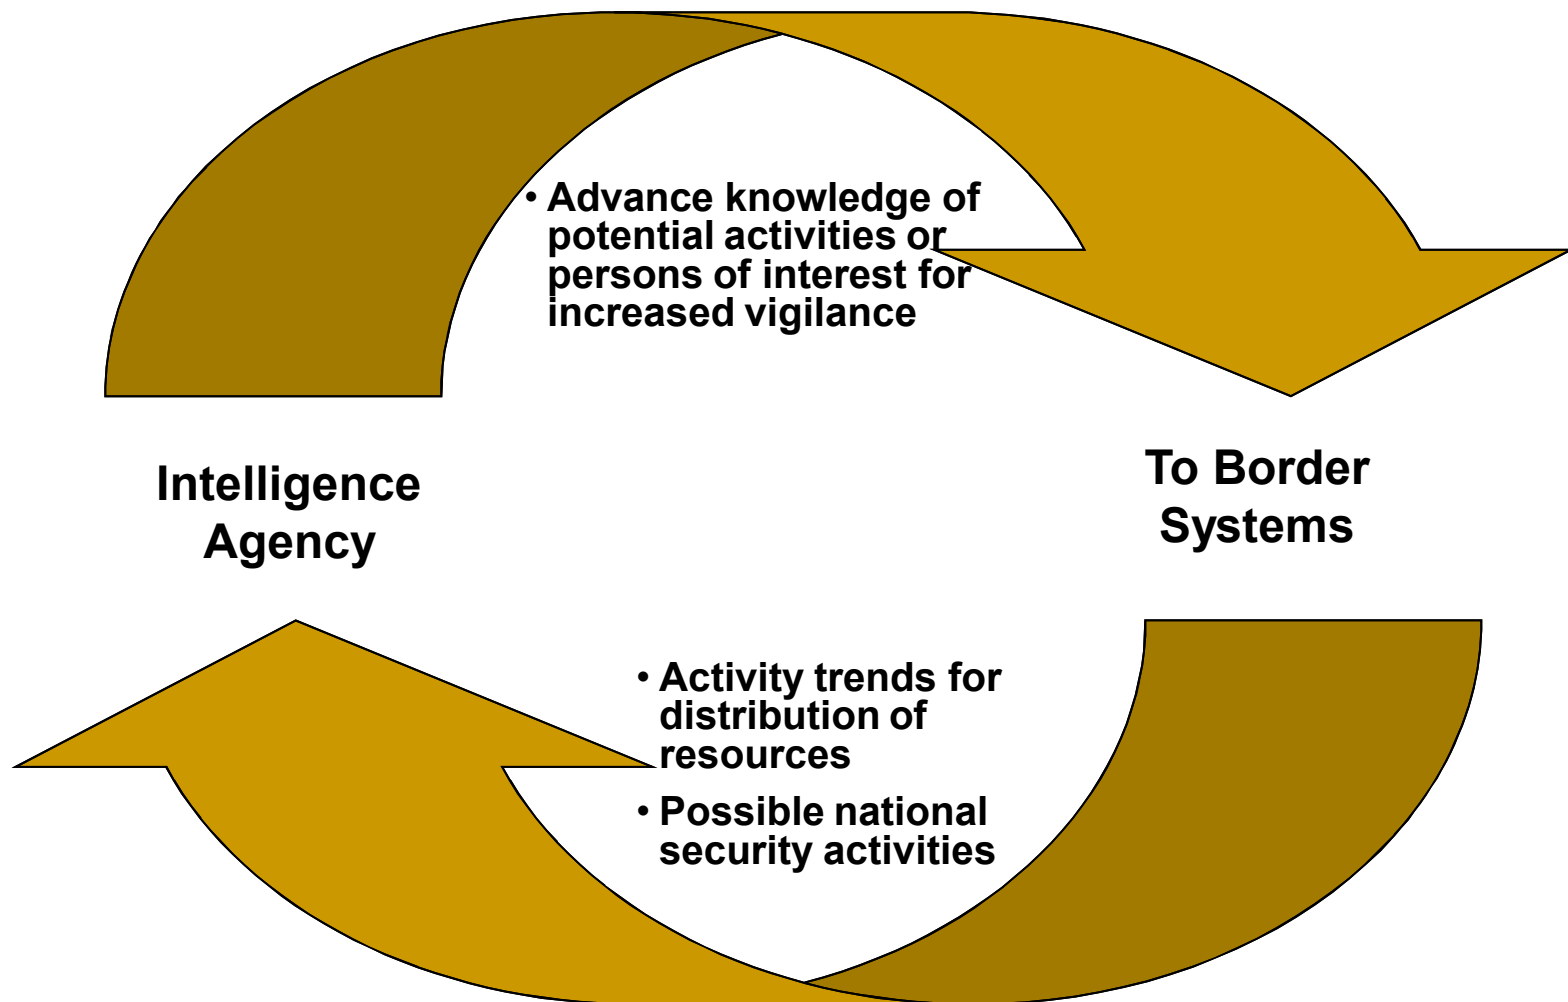 • Advance knowledge of
potential activities or
persons of interest for
increased vigilance
Intelligence
Agency
To Border
Systems
• Activity trends for
distribution of
resources
• Possible national
security activities